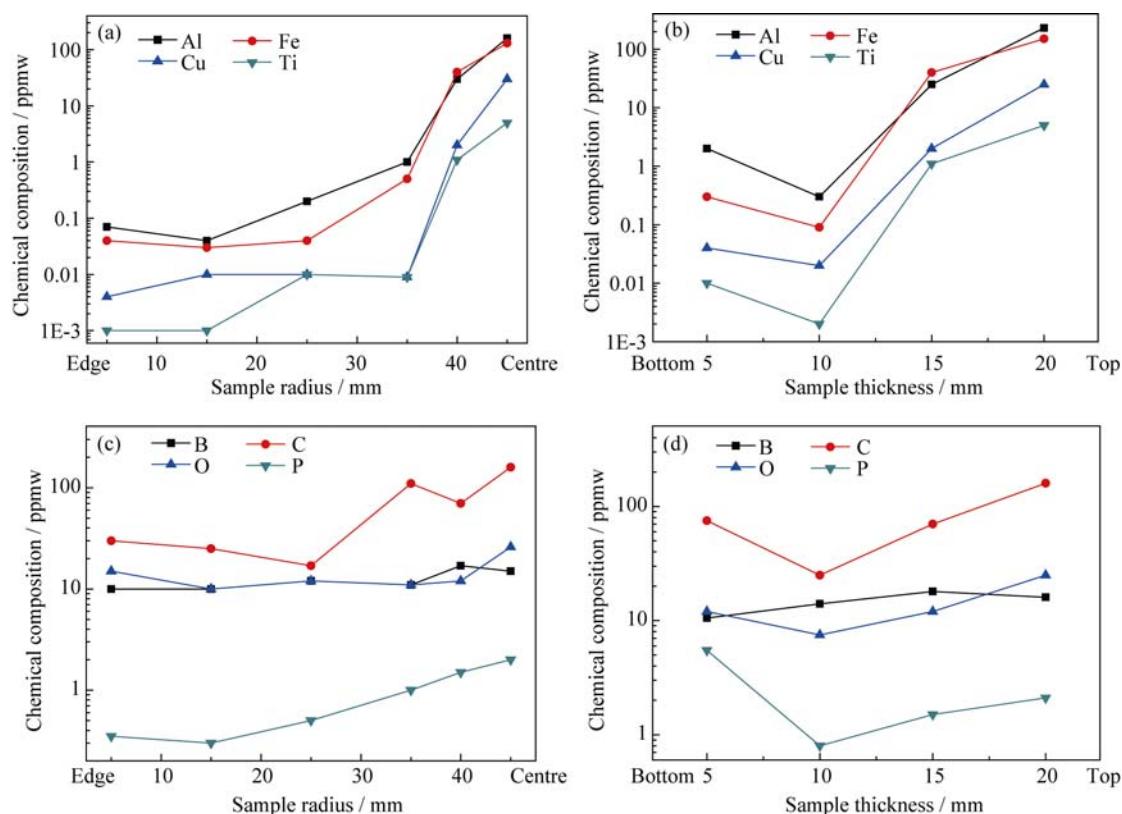 (a)
Al Fe
Cu Ti
Chemical composition / ppmw
100
10
1
0.1
0.01
1E-3
Edge 10 20 30 40 Centre
Sample radius / mm
(b)
Al Fe
Cu Ti
Chemical composition / ppmw
100
10
1
0.1
0.01
1E-3
Bottom 5 10 15 20 Top
Sample thickness / mm
(c)
B C
O P
Chemical composition / ppmw
100
10
1
Edge 10 20 30 40 Centre
Sample radius / mm
(d)
B C
O P
Chemical composition / ppmw
100
10
1
Bottom 5 10 15 20 Top
Sample thickness / mm